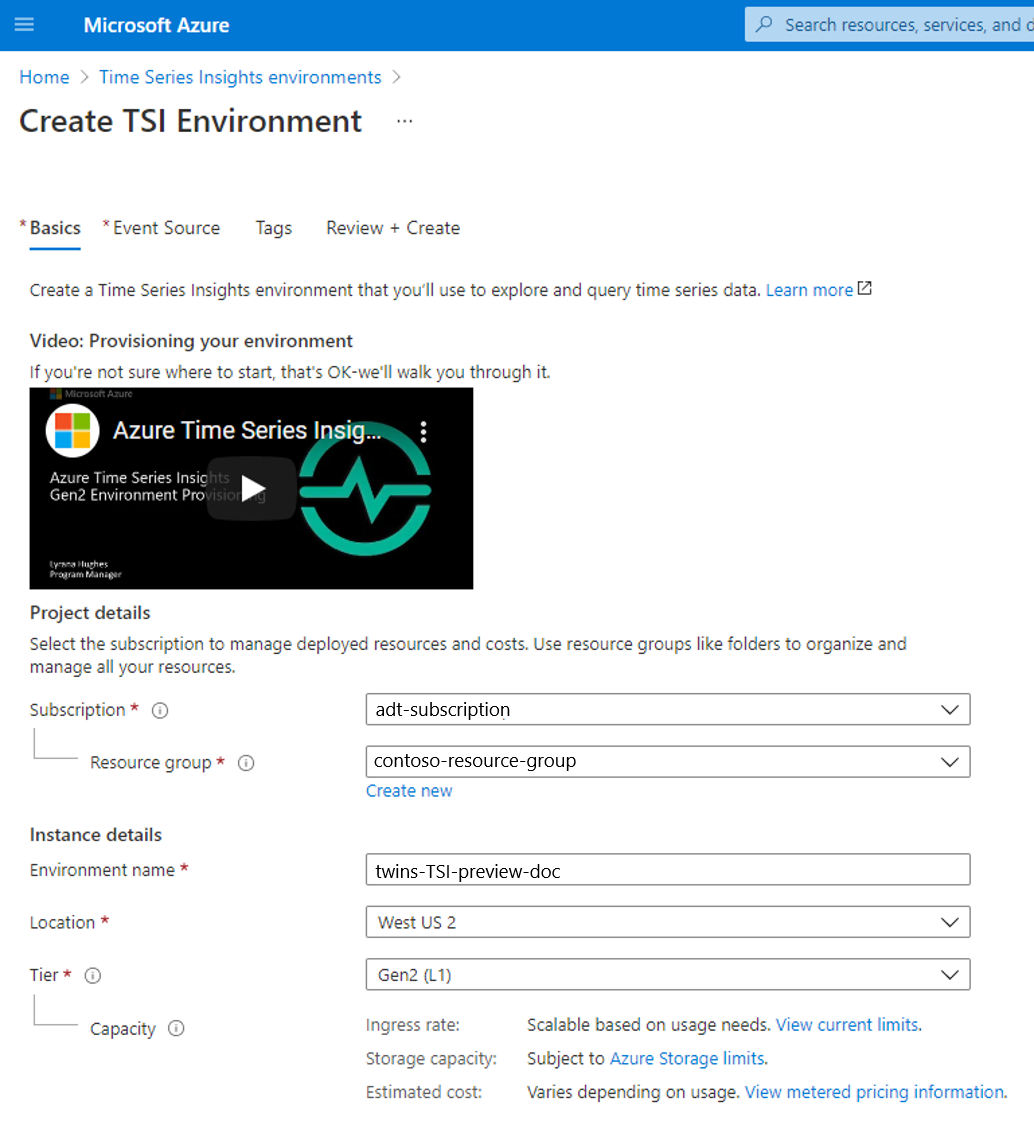 Microsoft Azure
Search resources, services, and d
Home > Time Series Insights environments >
Create TSI Environment ...
* Basics * Event Source Tags Review + Create
Create a Time Series Insights environment that you'll use to explore and query time series data. Learn more
Video: Provisioning your environment
If you're not sure where to start, that's OK-we'll walk you through it.
Microsoft Azure
Azure Time Series Insig...
Azure Time Series Insights
Gen2 Environment Provisioning
Lyrana Hughes
Program Manager
Project details
Select the subscription to manage deployed resources and costs. Use resource groups like folders to organize and
manage all your resources.
Subscription * adt-subscription
Resource group * contoso-resource-group
Create new
Instance details
Environment name * twins-TSI-preview-doc
Location * West US 2
Tier * Gen2 (L1)
Capacity Ingress rate: Scalable based on usage needs. View current limits.
Storage capacity: Subject to Azure Storage limits.
Estimated cost: Varies depending on usage. View metered pricing information.